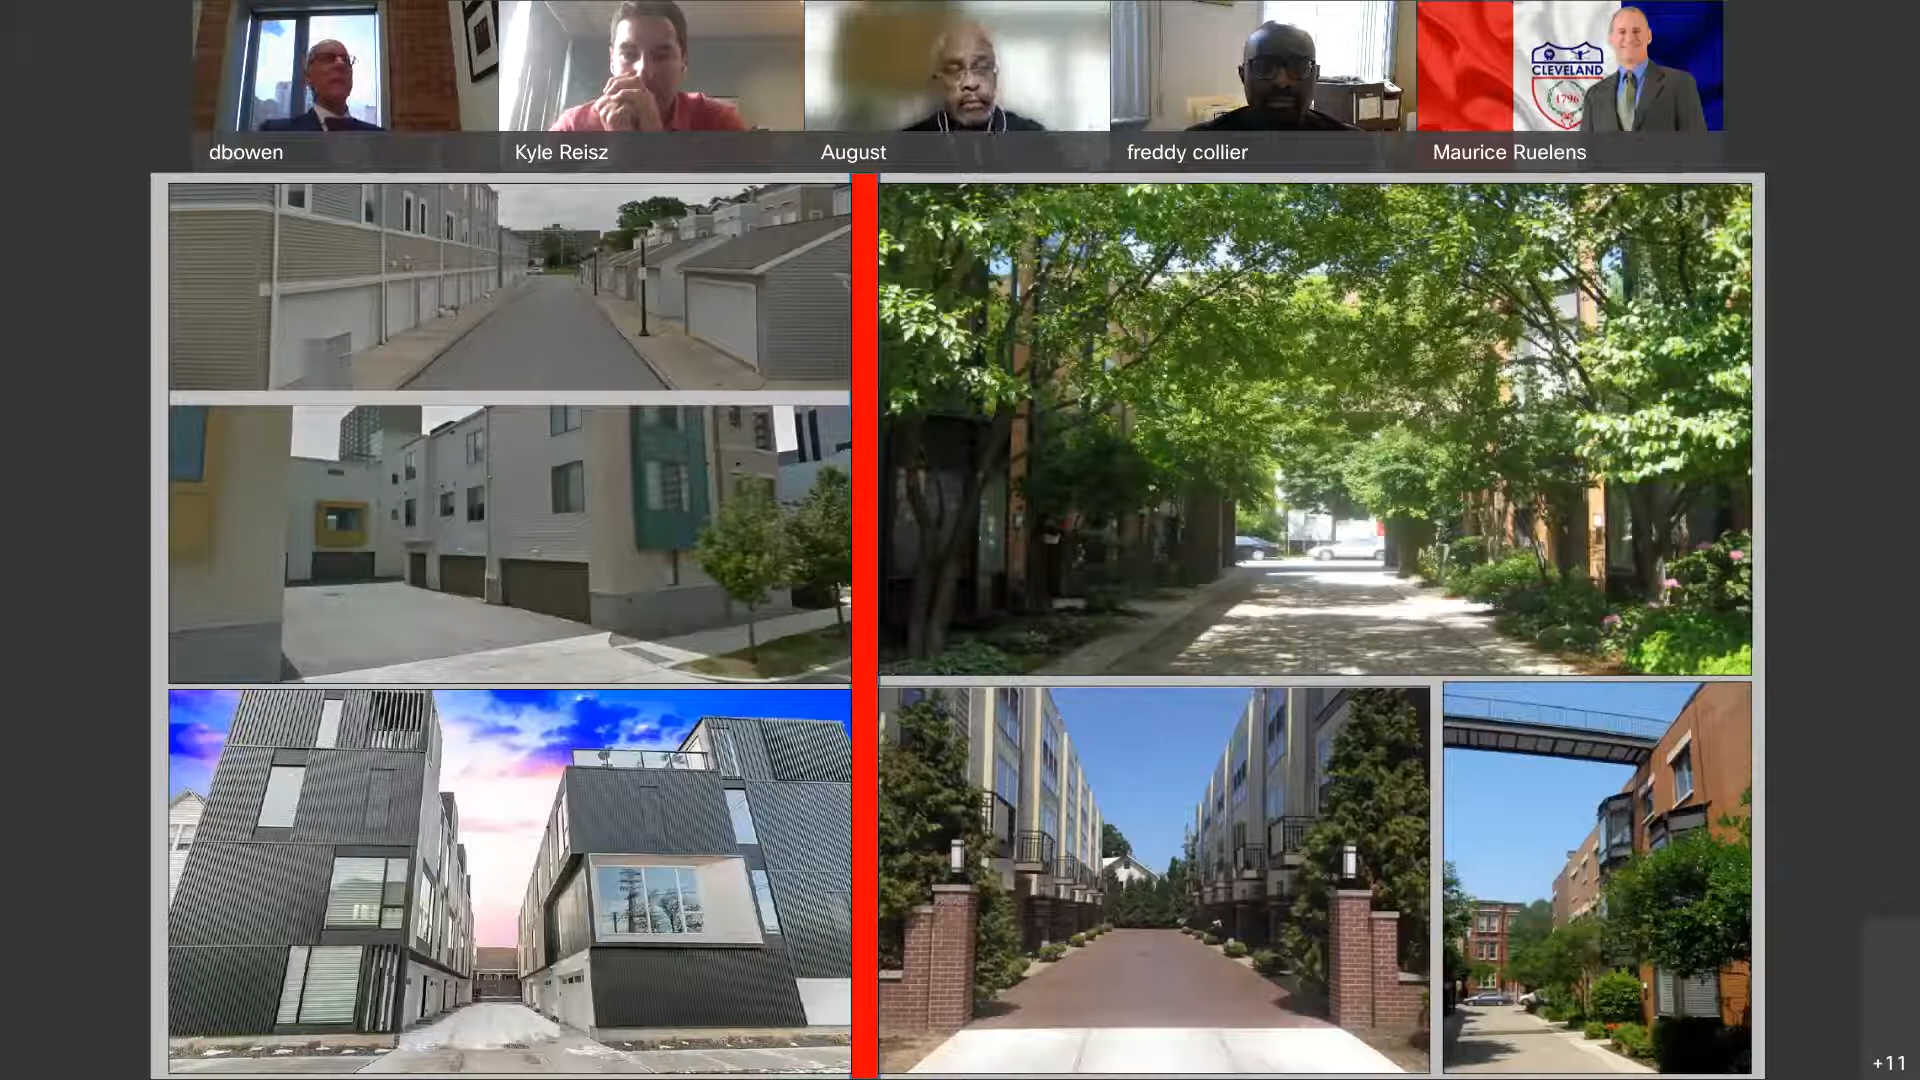 CLEVELAND
1796
dbowen
Kyle Reisz
August
freddy collier
Maurice Ruelens
+11